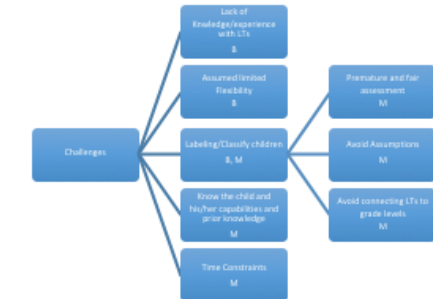 Challenges
Lack of
Knowledge/experience
with LTs
B
Assumed limited
Flexibility
B
Labeling/Classify children
B, M
Know the child and
his/her capabilities and
prior knowledge
M
Time Constraints
M
Premature and fair
assessment
M
Avoid Assumptions
M
Avoid connecting LTs to
grade levels
M